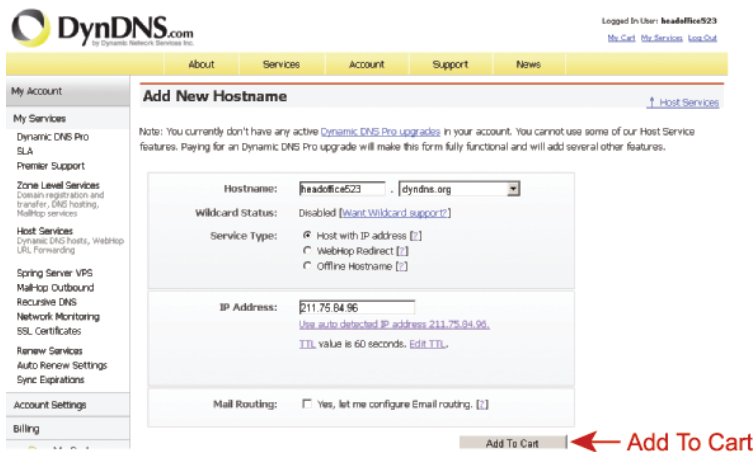 DynDNS.com
by Dynamic Network Services Inc.
Logged In User: headoffice523
My Cart My Services Log Out
About Services Account Support News
My Account
My Services
Dynamic DNS Pro
SLA
Premier Support
Zone Level Services
Domain registration and
transfer, DNS hosting,
MailHop services
Host Services
Dynamic DNS hosts, WebHop
URL Forwarding
Spring Server VPS
MailHop Outbound
Recursive DNS
Network Monitoring
SSL Certificates
Renew Services
Auto Renew Settings
Sync Expirations
Account Settings
Billing
Add New Hostname
Host Services
Note: You currently don't have any active Dynamic DNS Pro upgrades in your account. You cannot use some of our Host Service
features. Paying for an Dynamic DNS Pro upgrade will make this form fully functional and will add several other features.
Hostname: headoffice523 . dyndns.org
Wildcard Status: Disabled [Want Wildcard support?]
Service Type: Host with IP address [?]
WebHop Redirect [?]
Offline Hostname [?]
IP Address: 211.75.84.96
Use auto detected IP address 211.75.84.96.
TTL value is 60 seconds. Edit TTL.
Mail Routing: Yes, let me configure Email routing. [?]
Add To Cart
Add To Cart